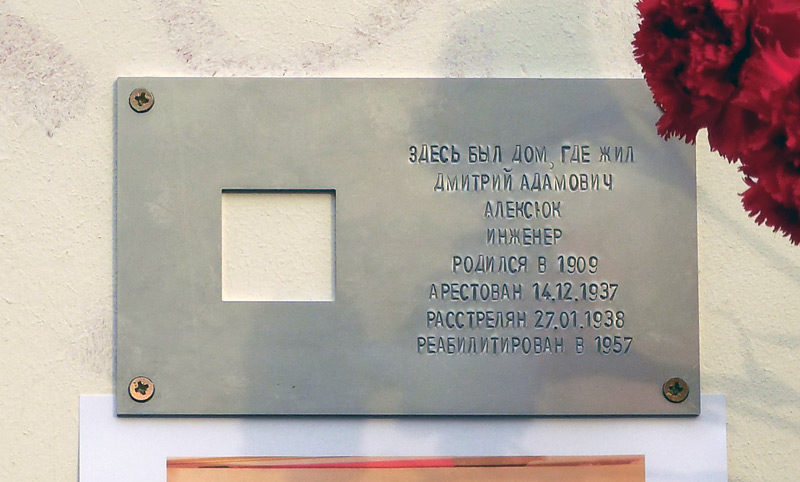 ЗДЕСЬ БЫЛ ДОМ, ГДЕ ЖИЛ
ДМИТРИЙ АДАМОВИЧ
АЛЕКСЮК
ИНЖЕНЕР
РОДИЛСЯ В 1909
АРЕСТОВАН 14.12.1937
РАССТРЕЛЯН 27.01.1938
РЕАБИЛИТИРОВАН В 1957